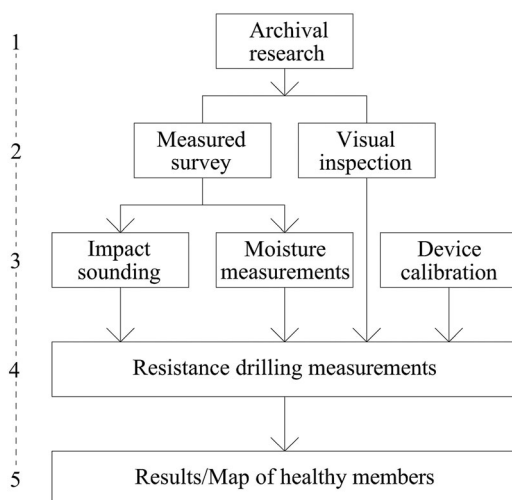 1
Archival
research
2
Measured
survey
Visual
inspection
3
Impact
sounding
Moisture
measurements
Device
calibration
4
Resistance drilling measurements
5
Results/Map of healthy members